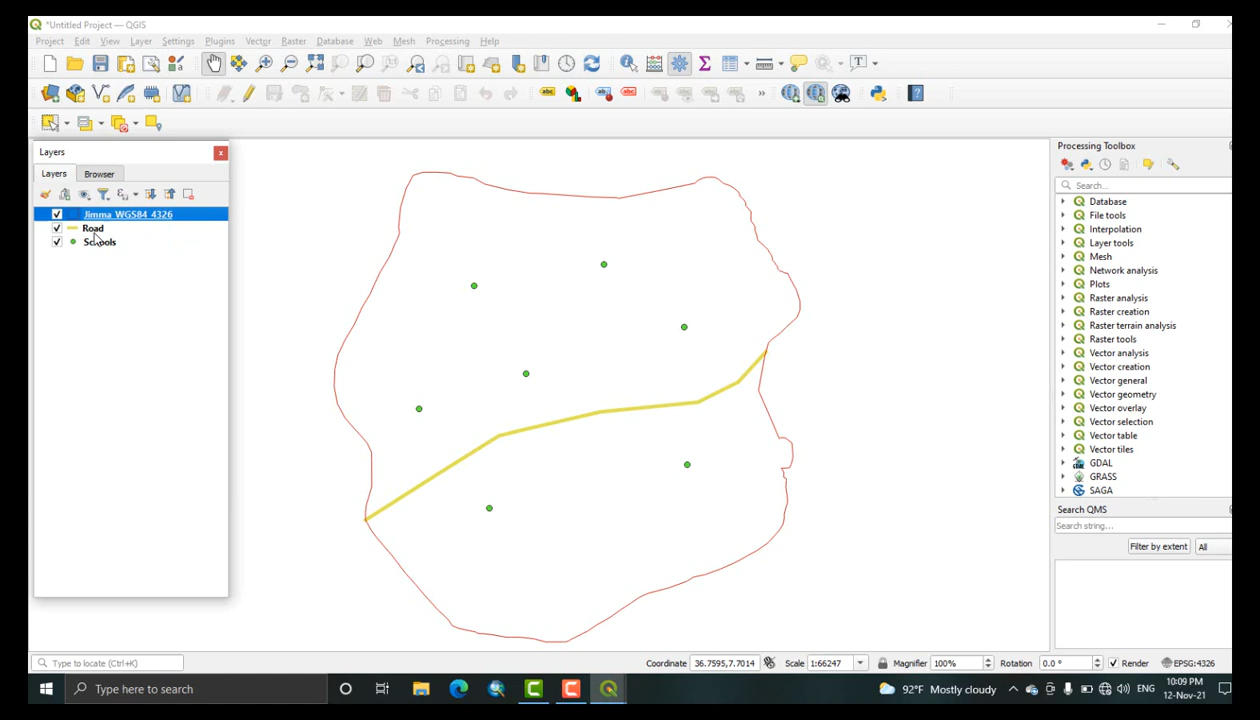 *Untitled Project — QGIS
Project Edit View Layer Settings Plugins Vector Raster Database Web Mesh Processing Help
Layers
Layers Browser
Jimma_WGS84_4326
Road
Schools
Processing Toolbox
Search...
Database
File tools
Interpolation
Layer tools
Mesh
Network analysis
Plots
Raster analysis
Raster creation
Raster terrain analysis
Raster tools
Vector analysis
Vector creation
Vector general
Vector geometry
Vector overlay
Vector selection
Vector table
Vector tiles
GDAL
GRASS
SAGA
Search QMS
Search string...
Filter by extent All
Type to locate (Ctrl+K) Coordinate 36.7595,7.7014 Scale 1:66247 Magnifier 100% Rotation 0.0 ° Render EPSG:4326
Type here to search 92°F Mostly cloudy ENG 10:09 PM
12-Nov-21